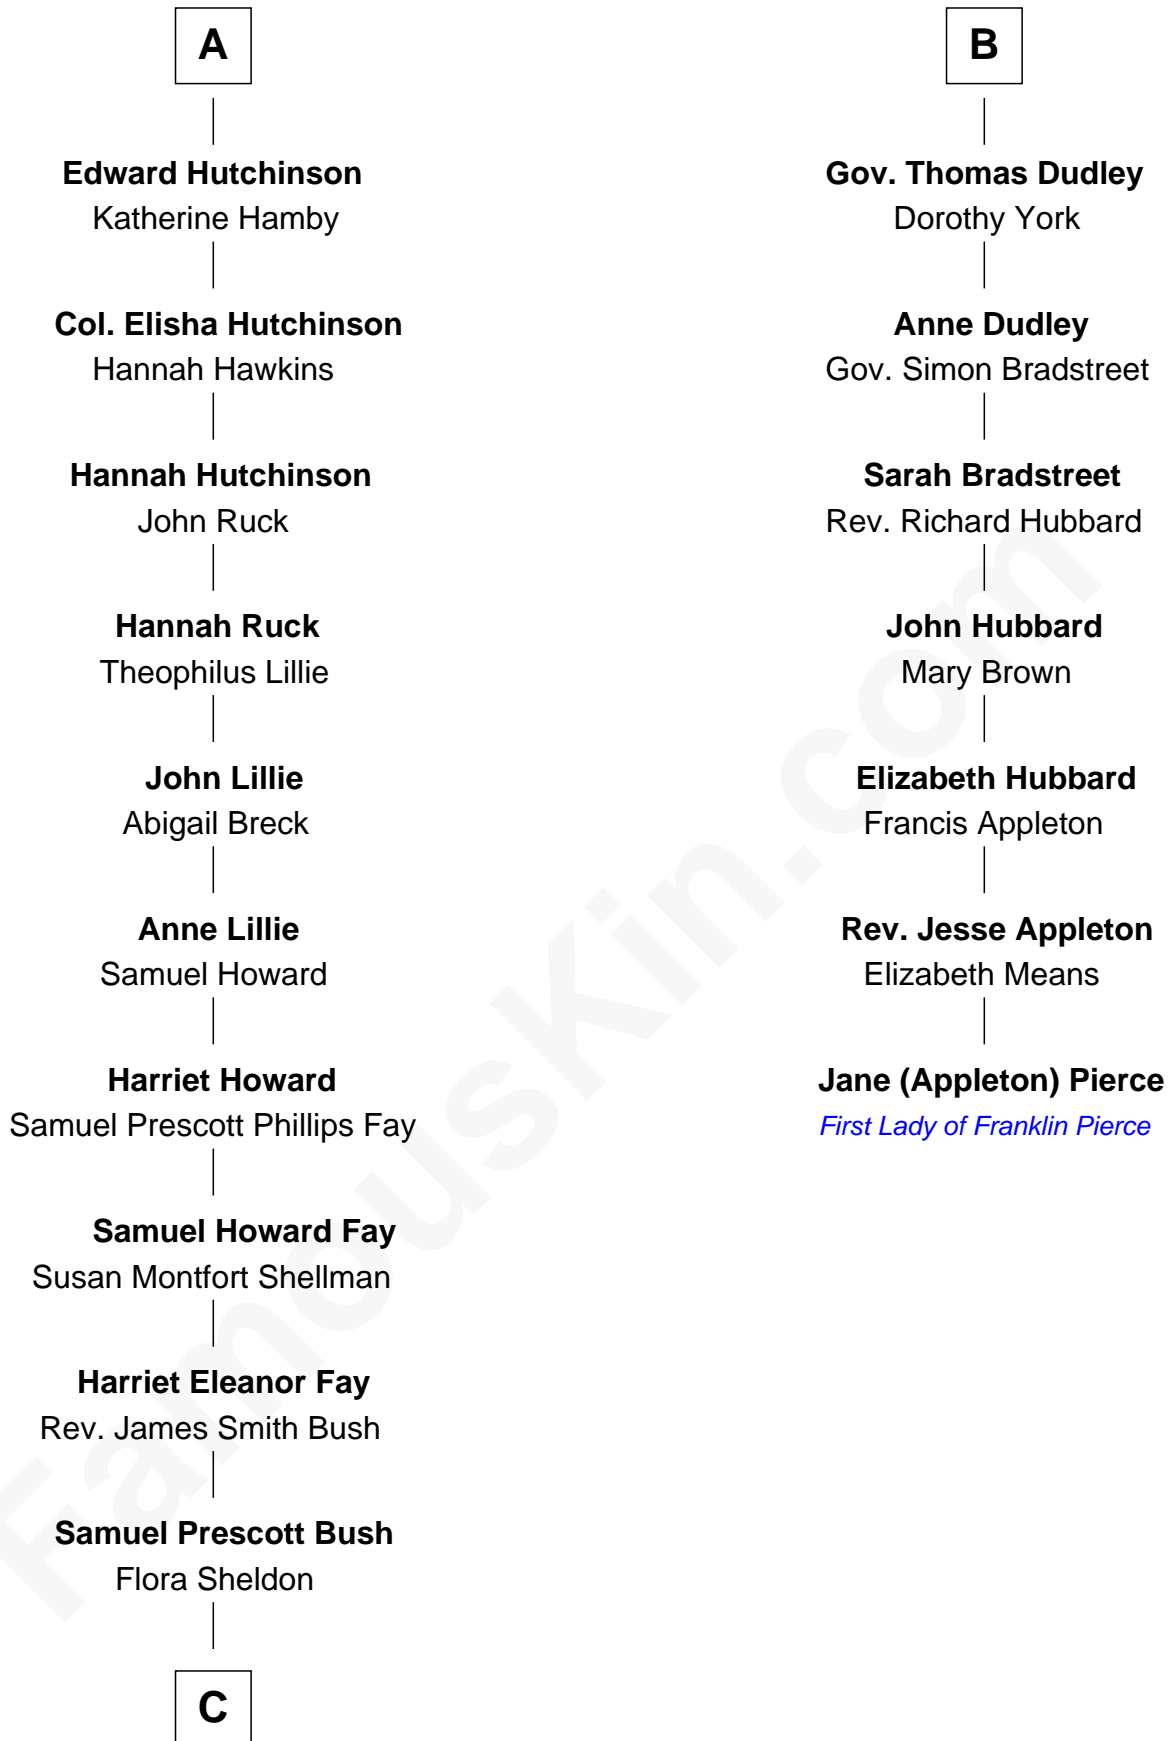 A
Edward Hutchinson
Katherine Hamby
Col. Elisha Hutchinson
Hannah Hawkins
Hannah Hutchinson
John Ruck
Hannah Ruck
Theophilus Lillie
John Lillie
Abigail Breck
Anne Lillie
Samuel Howard
Harriet Howard
Samuel Prescott Phillips Fay
Samuel Howard Fay
Susan Montfort Shellman
Harriet Eleanor Fay
Rev. James Smith Bush
Samuel Prescott Bush
Flora Sheldon
C
B
Gov. Thomas Dudley
Dorothy York
Anne Dudley
Gov. Simon Bradstreet
Sarah Bradstreet
Rev. Richard Hubbard
John Hubbard
Mary Brown
Elizabeth Hubbard
Francis Appleton
Rev. Jesse Appleton
Elizabeth Means
Jane (Appleton) Pierce
First Lady of Franklin Pierce
FamousKin.com